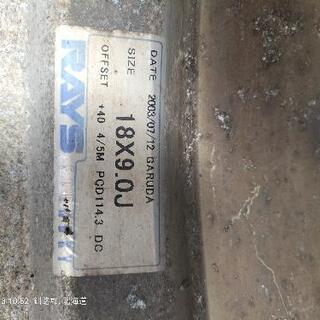 RAYS
DATE 2003/07/12 GARUDA
SIZE 18X9.0J
OFFSET +40 4/5M PCD114.3 DC